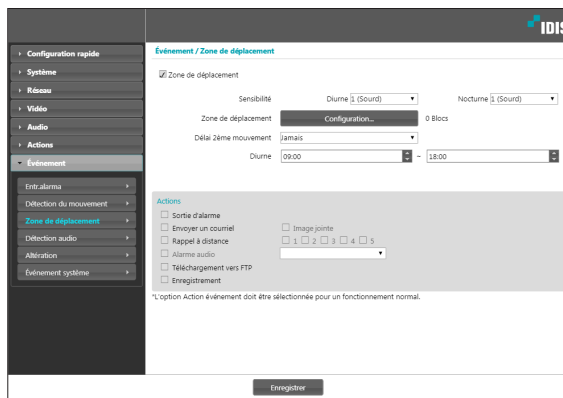 IDIS
Configuration rapide
Système
Réseau
Vidéo
Audio
Actions
Événement
Entr.alarma
Détection du mouvement
Zone de déplacement
Détection audio
Altération
Événement système
Événement / Zone de déplacement
Zone de déplacement
Sensibilité Diurne 1 (Sourd) Nocturne 1 (Sourd)
Zone de déplacement Configuration... 0 Blocs
Délai 2ème mouvement Jamais
Diurne 09:00 ~ 18:00
Actions
Sortie d'alarme
Envoyer un courriel Image jointe
Rappel à distance 1 2 3 4 5
Alarme audio
Téléchargement vers FTP
Enregistrement
*L'option Action événement doit être sélectionnée pour un fonctionnement normal.
Enregistrer